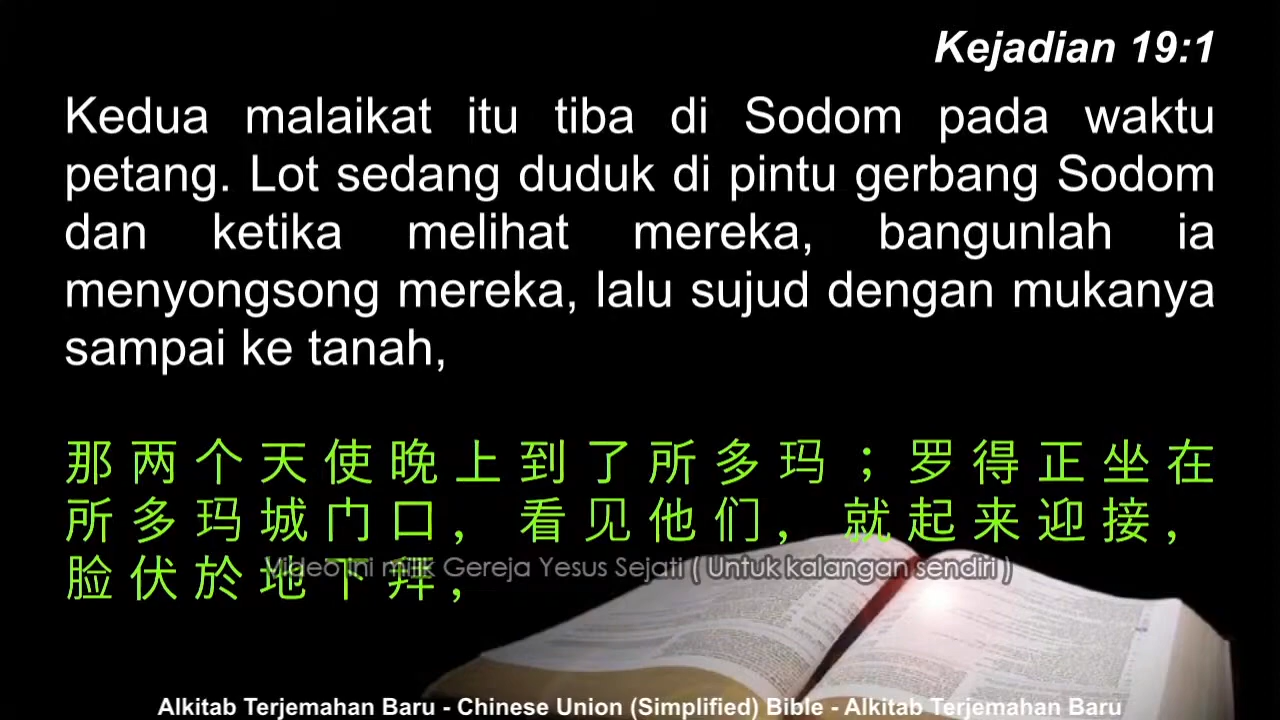 Kejadian 19:1
Kedua malaikat itu tiba di Sodom pada waktu
petang. Lot sedang duduk di pintu gerbang Sodom
dan ketika melihat mereka, bangunlah ia
menyongsong mereka, lalu sujud dengan mukanya
sampai ke tanah,
那两个天使晚上到了所多玛；罗得正坐在
所多玛城门口，看见他们，就起来迎接，
脸伏於地下拜，
Video ini milik Gereja Yesus Sejati ( Untuk kalangan sendiri )
Alkitab Terjemahan Baru - Chinese Union (Simplified) Bible - Alkitab Terjemahan Baru